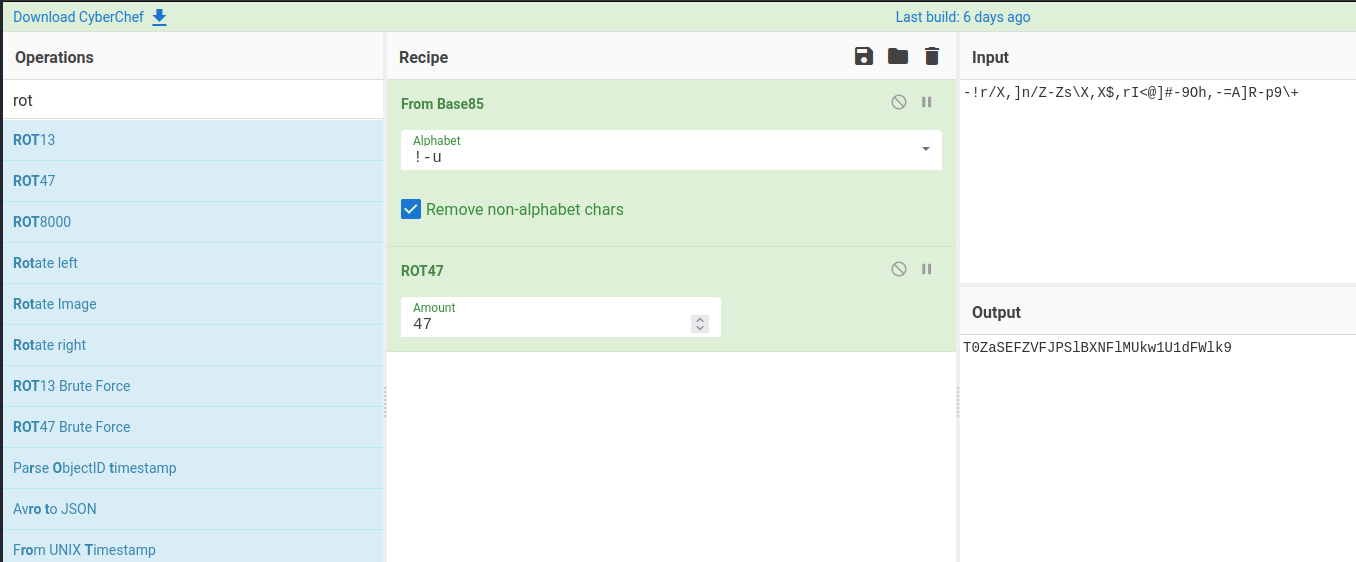 Download CyberChef
Last build: 6 days ago
Operations
rot
ROT13
ROT47
ROT8000
Rotate left
Rotate Image
Rotate right
ROT13 Brute Force
ROT47 Brute Force
Parse ObjectID timestamp
Avro to JSON
From UNIX Timestamp
Recipe
From Base85
Alphabet
!-u
Remove non-alphabet chars
ROT47
Amount
47
Input
-!r/X,]n/Z-Zs\X,X$,rI<@]#-9Oh,-=A]R-p9\+
Output
T0ZaSEFZVFJPSlBXNFlMUkw1U1dFWlk9